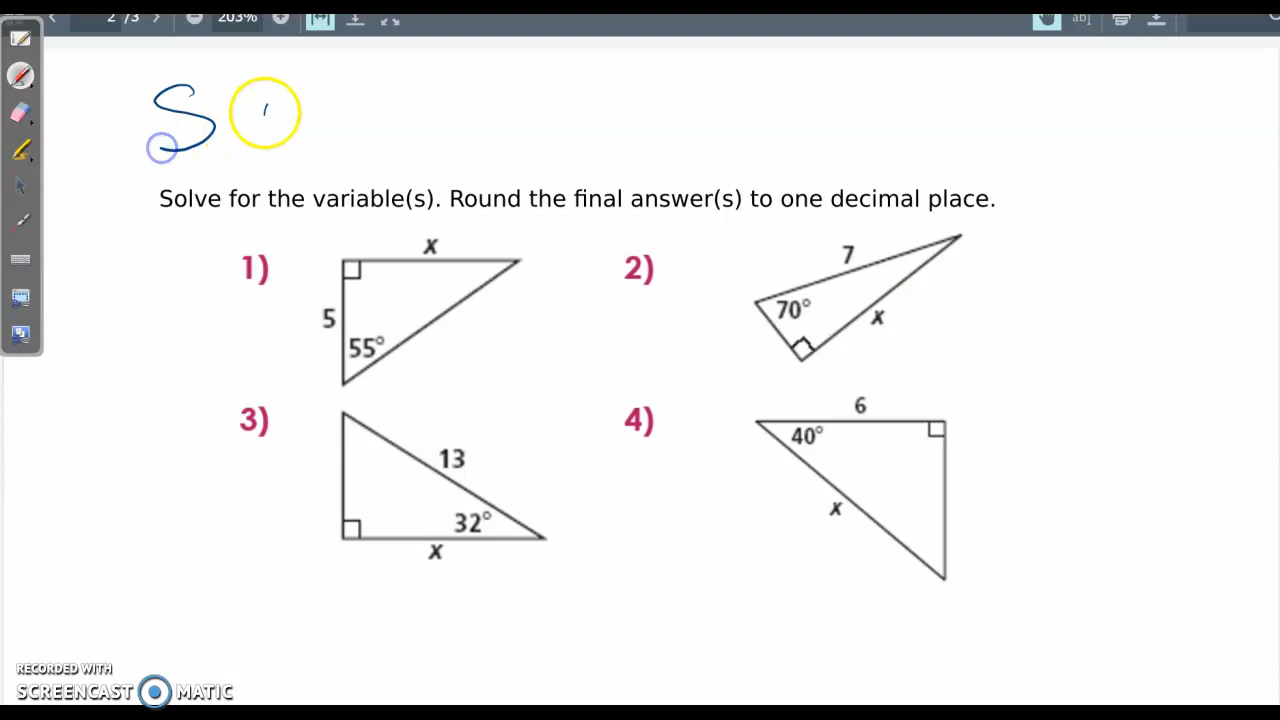 2 /3
203%
ab]
S
Solve for the variable(s). Round the final answer(s) to one decimal place.
1)
x
5
55°
2)
7
70°
x
3)
13
32°
x
4)
6
40°
x
RECORDED WITH
SCREENCAST MATIC